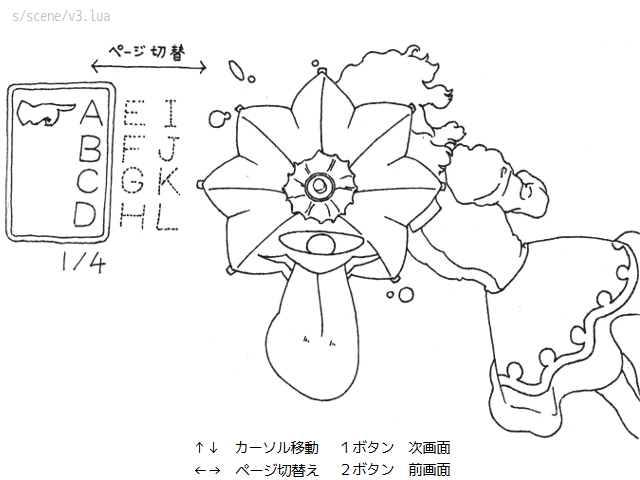 s/scene/v3.lua
ページ切替
A E I
B F J
C G K
D H L
1/4
↑↓ カーソル移動 1ボタン 次画面
←→ ページ切替え 2ボタン 前画面